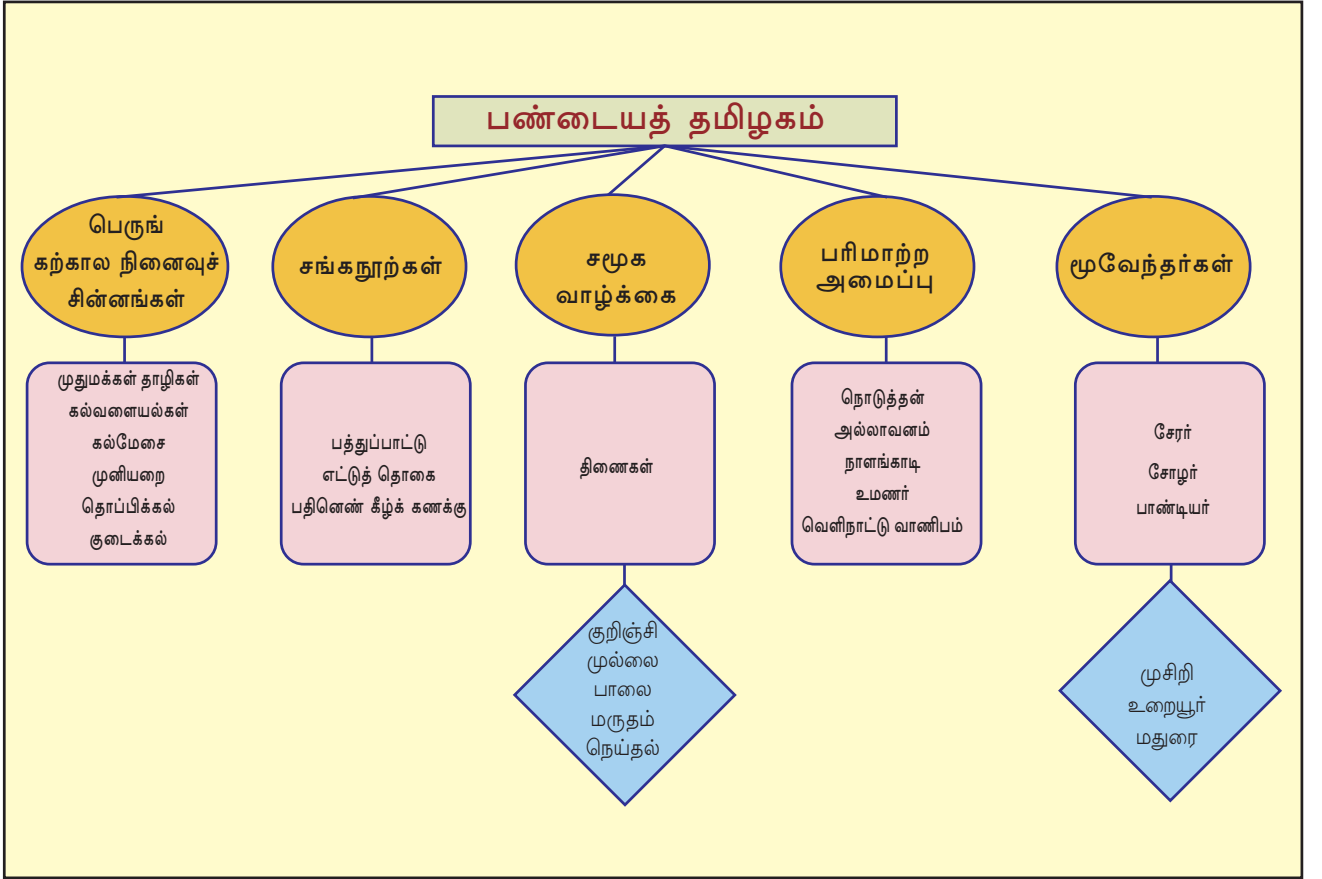 பண்டையத் தமிழகம்
பெருங்
கற்கால நினைவுச்
சின்னங்கள்
சங்கநூற்கள்
சமூக
வாழ்க்கை
பரிமாற்ற
அமைப்பு
மூவேந்தர்கள்
முதுமக்கள் தாழிகள்
கல்வளையல்கள்
கல்மேசை
முனியறை
தொப்பிக்கல்
குடைக்கல்
பத்துப்பாட்டு
எட்டுத் தொகை
பதினெண் கீழ்க் கணக்கு
திணைகள்
நொடுத்தன்
அல்லாவனம்
நாளங்காடி
உமணர்
வெளிநாட்டு வாணிபம்
சேரர்
சோழர்
பாண்டியர்
குறிஞ்சி
முல்லை
பாலை
மருதம்
நெய்தல்
முசிறி
உறையூர்
மதுரை